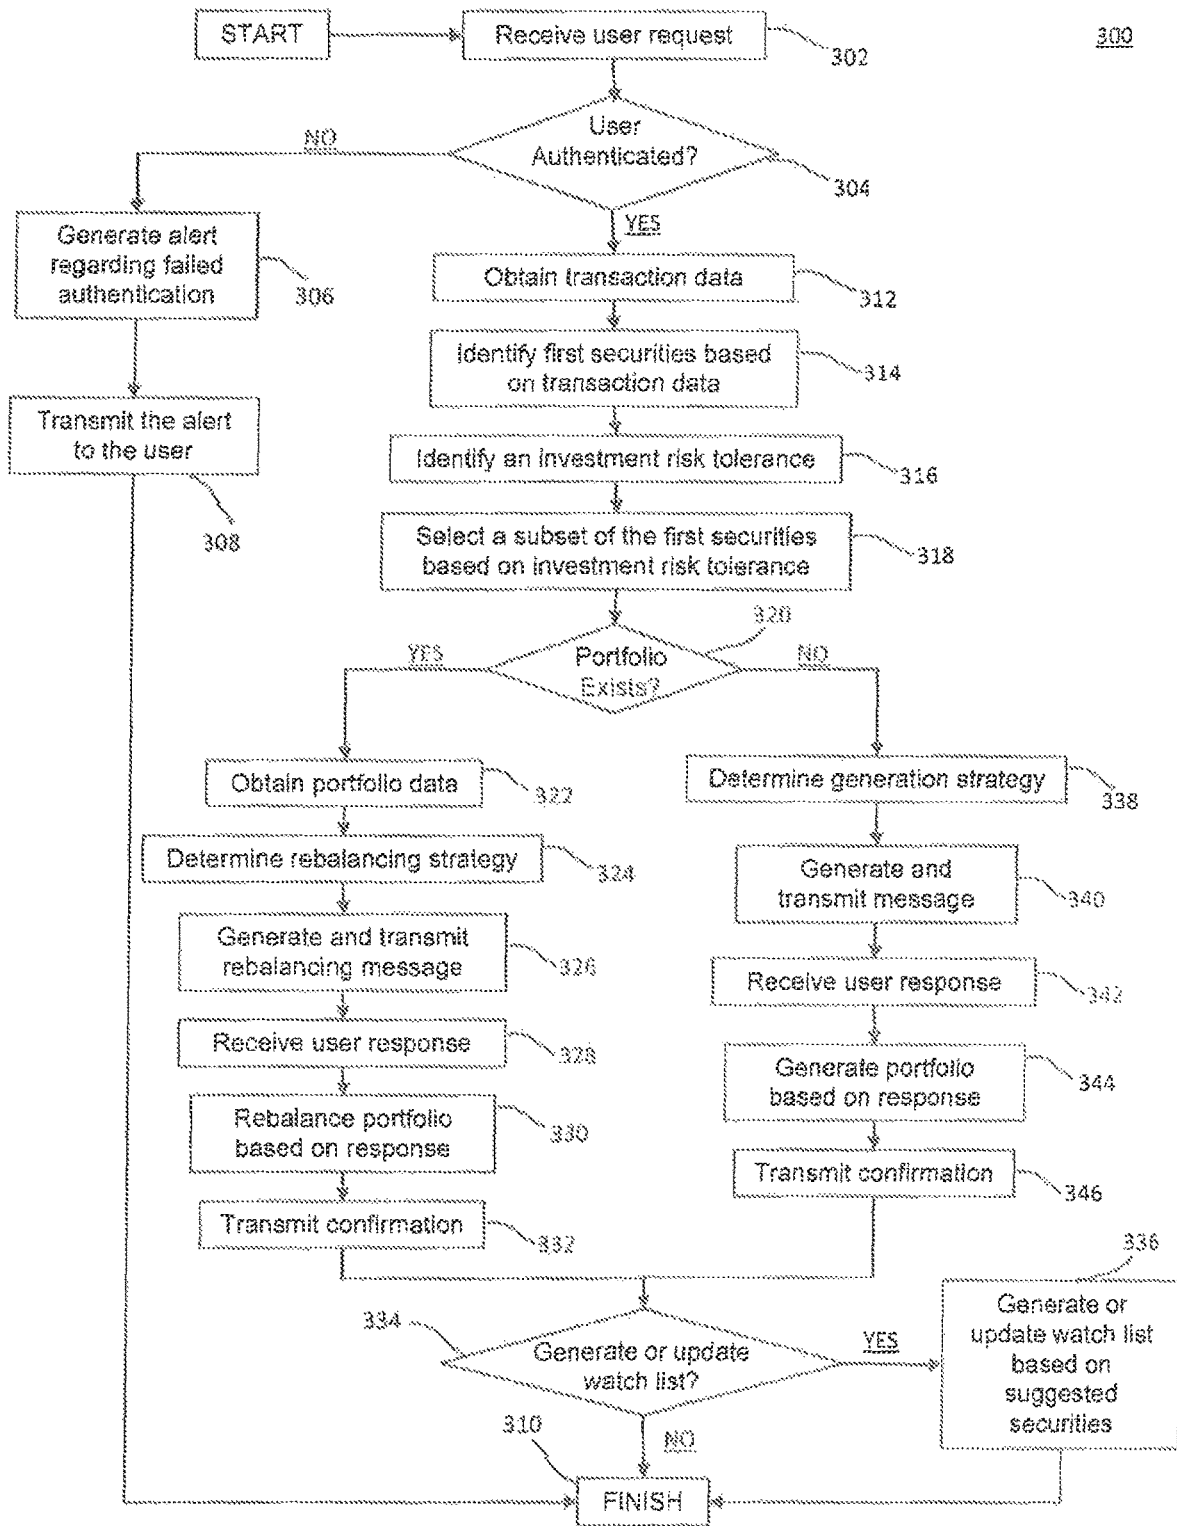 START
Receive user request
302
300
User
Authenticated?
304
NO
YES
Generate alert
regarding failed
authentication
306
Obtain transaction data
312
Identify first securities based
on transaction data
314
Transmit the alert
to the user
308
Identify an investment risk tolerance
316
Select a subset of the first securities
based on investment risk tolerance
318
320
Portfolio
Exists?
YES
NO
Obtain portfolio data
322
Determine rebalancing strategy
324
Generate and transmit
rebalancing message
326
Receive user response
328
Rebalance portfolio
based on response
330
Transmit confirmation
332
Determine generation strategy
338
Generate and
transmit message
340
Receive user response
342
Generate portfolio
based on response
344
Transmit confirmation
346
334
Generate or update
watch list?
YES
336
Generate or
update watch list
based on
suggested
securities
NO
310
FINISH